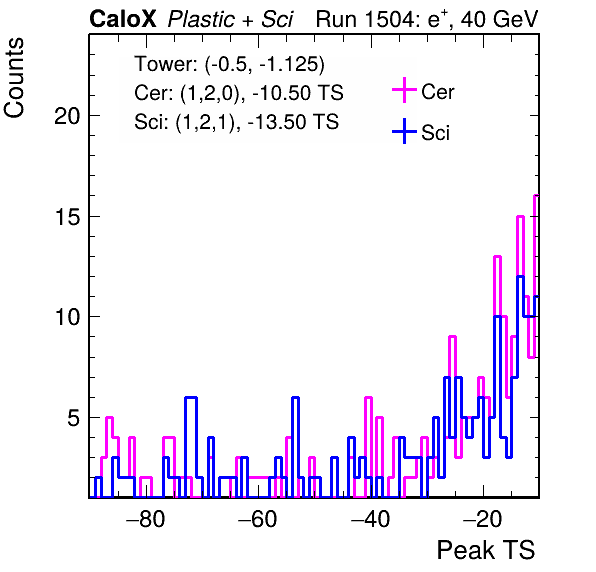 CaloX Plastic + Sci Run 1504: e⁺, 40 GeV
Counts
Tower: (-0.5, -1.125)
Cer: (1,2,0), -10.50 TS
Sci: (1,2,1), -13.50 TS
Cer
Sci
20
15
10
5
−80 −60 −40 −20
Peak TS